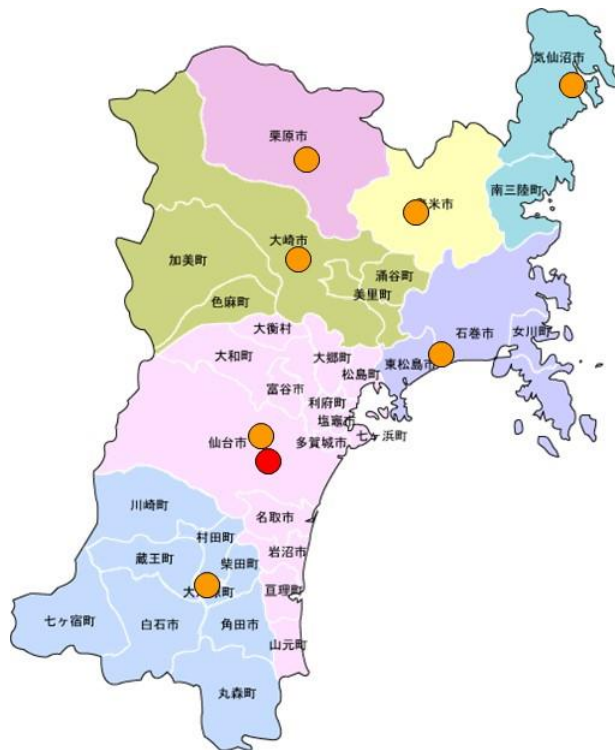 気仙沼市
栗原市
南三陸町
米市
大崎市
加美町
涌谷町
美里町
色麻町
大衡村
石巻市
女川町
大和町
大郷町
松島町
東松島市
富谷市
利府町
塩竈市
仙台市
多賀城市
七ヶ浜町
川崎町
名取市
村田町
岩沼市
蔵王町
柴田町
大
町
亘理町
七ヶ宿町
白石市
角田市
山元町
丸森町